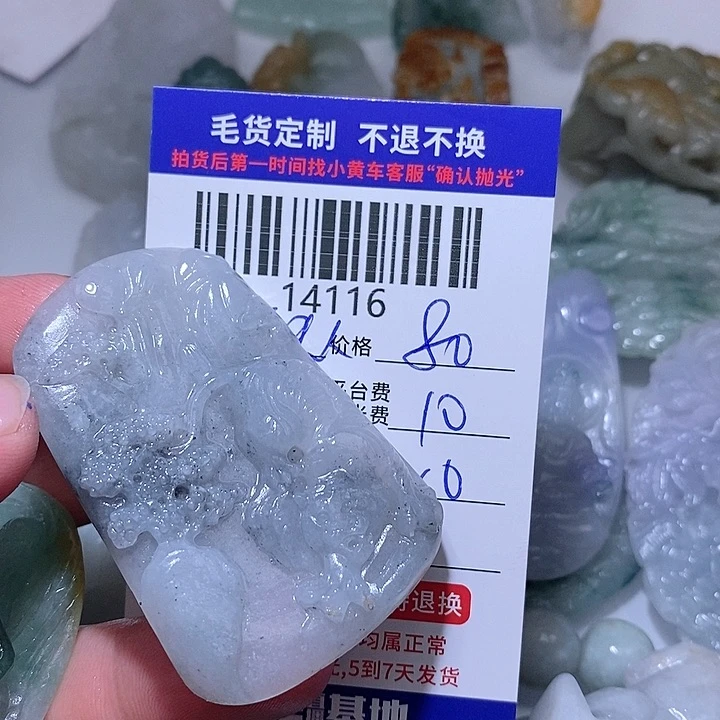 毛货定制 不退不换
拍货后第一时间找小黄车客服“确认抛光”
14116
价格 80
平台费
费 10
0
退换
均属正常
,5到7天发货
基地